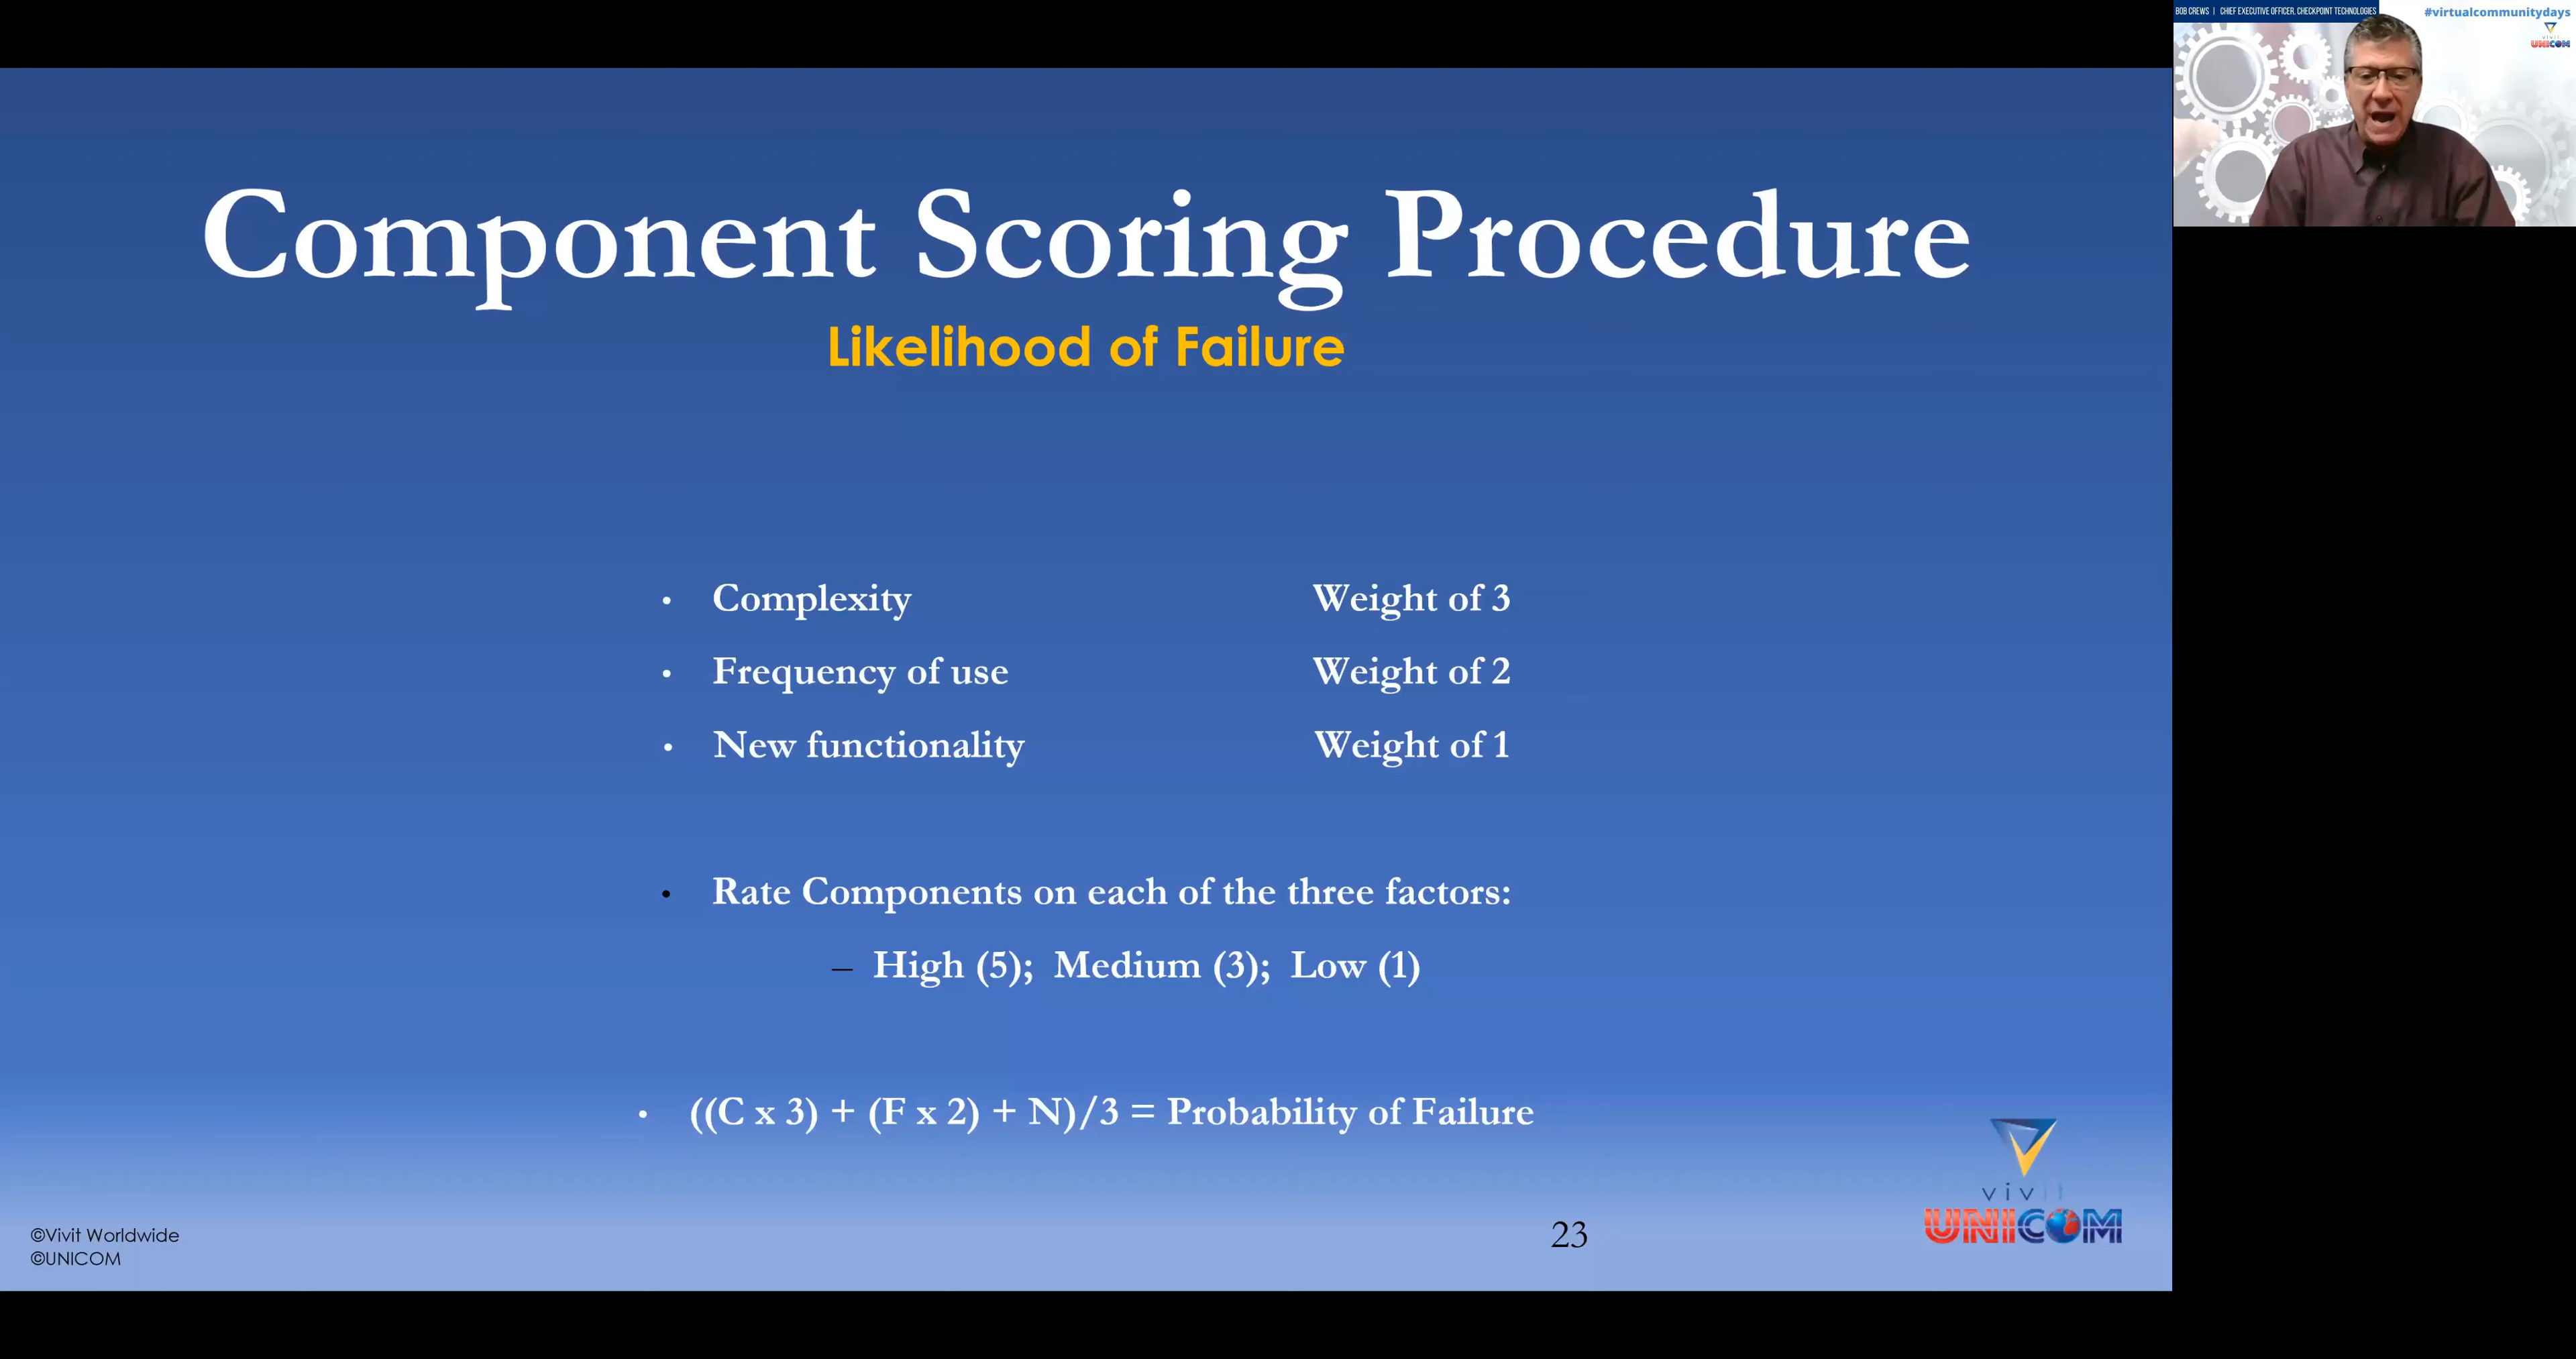 BOB CREWS | CHIEF EXECUTIVE OFFICER, CHECKPOINT TECHNOLOGIES
#virtualcommunitydays
vivit
UNICOM
Component Scoring Procedure
Likelihood of Failure
• Complexity Weight of 3
• Frequency of use Weight of 2
• New functionality Weight of 1
• Rate Components on each of the three factors:
– High (5); Medium (3); Low (1)
• ((C x 3) + (F x 2) + N)/3 = Probability of Failure
vivit
UNICOM
©Vivit Worldwide
©UNICOM
23